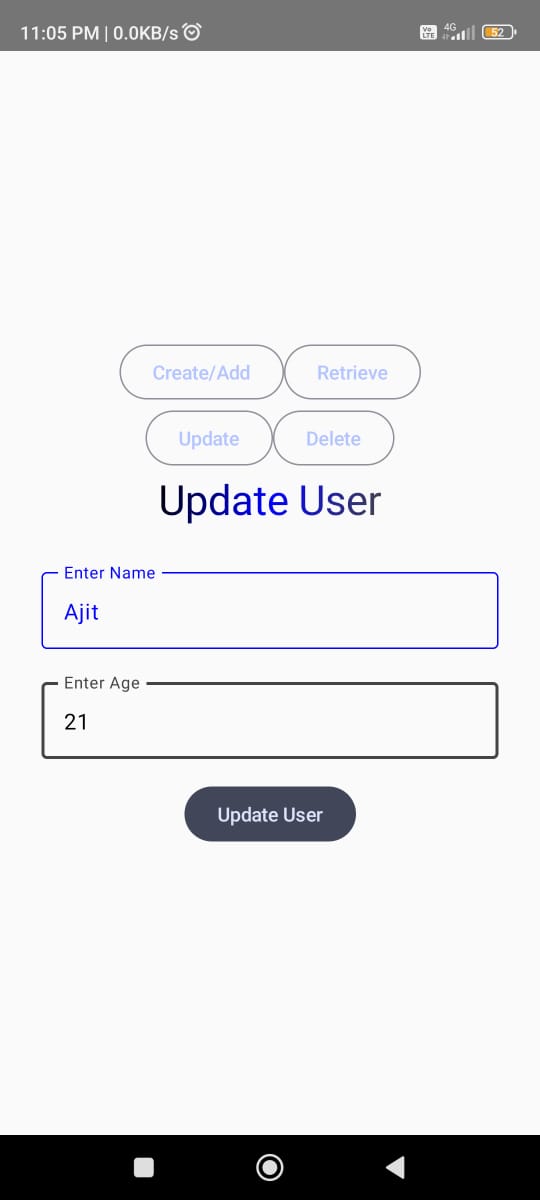 11:05 PM | 0.0KB/s
Vo LTE 4G 52
Create/Add Retrieve
Update Delete
Update User
Enter Name
Ajit
Enter Age
21
Update User